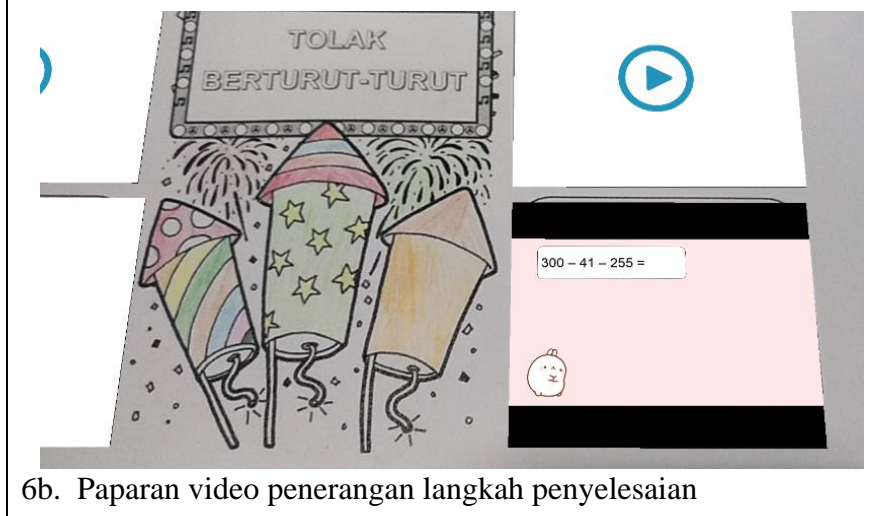 TOLAK
BERTURUT-TURUT
300 – 41 – 255 =
6b. Paparan video penerangan langkah penyelesaian